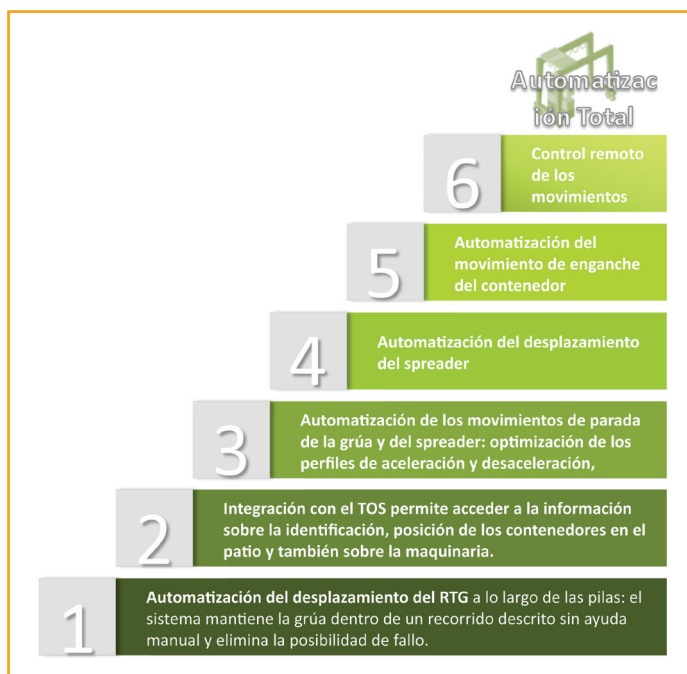 Automatizac
ión Total
6
Control remoto
de los
movimientos
5
Automatización del
movimiento de enganche
del contenedor
4
Automatización del desplazamiento
del spreader
3
Automatización de los movimientos de parada
de la grúa y del spreader: optimización de los
perfiles de aceleración y desaceleración,
2
Integración con el TOS permite acceder a la información
sobre la identificación, posición de los contenedores en el
patio y también sobre la maquinaria.
1
Automatización del desplazamiento del RTG a lo largo de las pilas: el
sistema mantiene la grúa dentro de un recorrido descrito sin ayuda
manual y elimina la posibilidad de fallo.